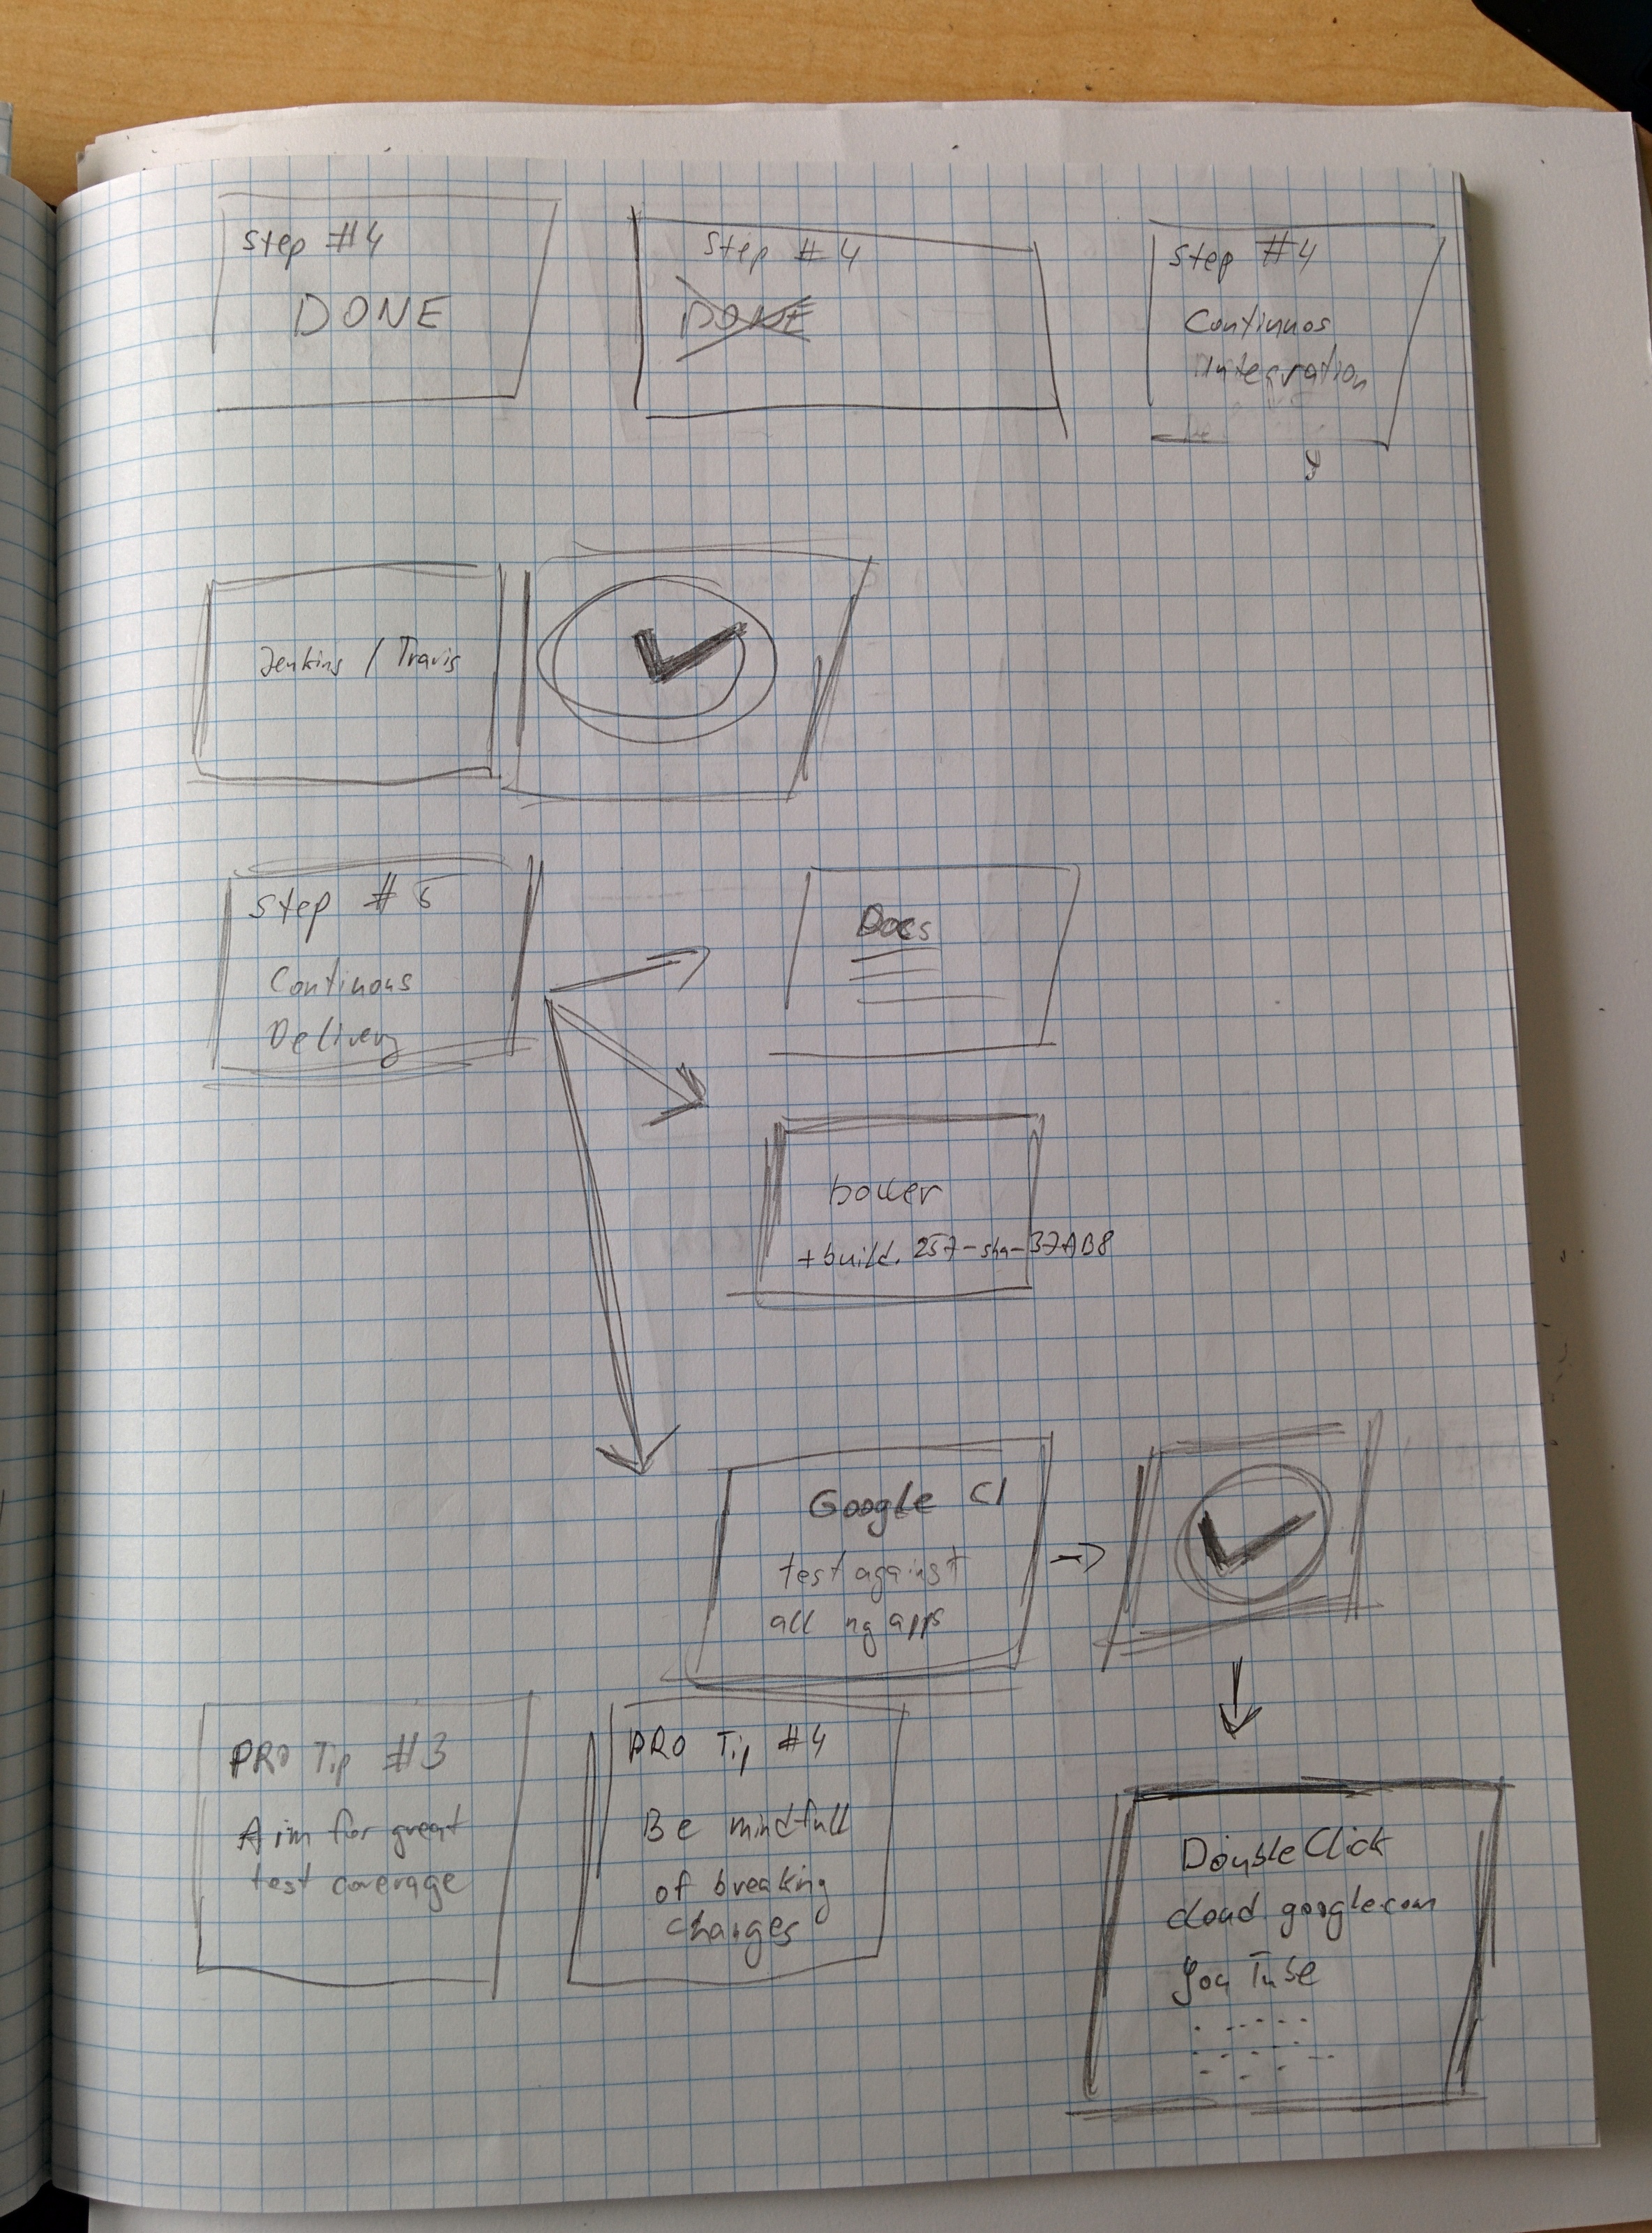 Step #4
DONE
Step #4
DONE
Step #4
Continuos
Integration
Jenkins / Travis
Step #5
Continous
Delivery
Docs
bower
+build.257-sha-37AB8
Google CI
test against
all ng apps
PRO Tip #3
Aim for great
test coverage
PRO Tip #4
Be mindfull
of breaking
changes
DoubleClick
cloud.google.com
YouTube